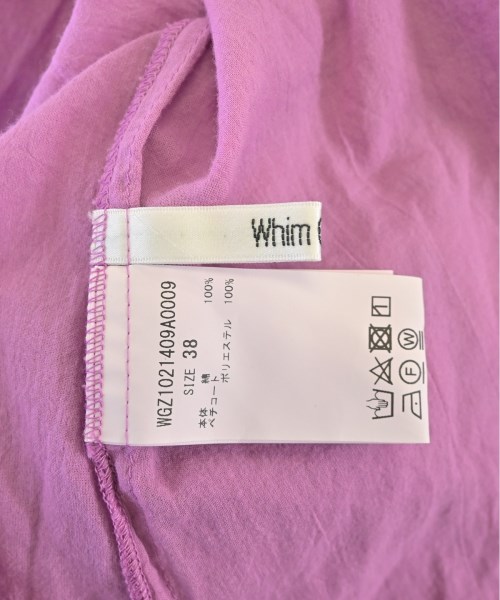 Whim
WGZ1021409A0009
SIZE 38
本体 綿 100%
ペチコート ポリエステル 100%
F W